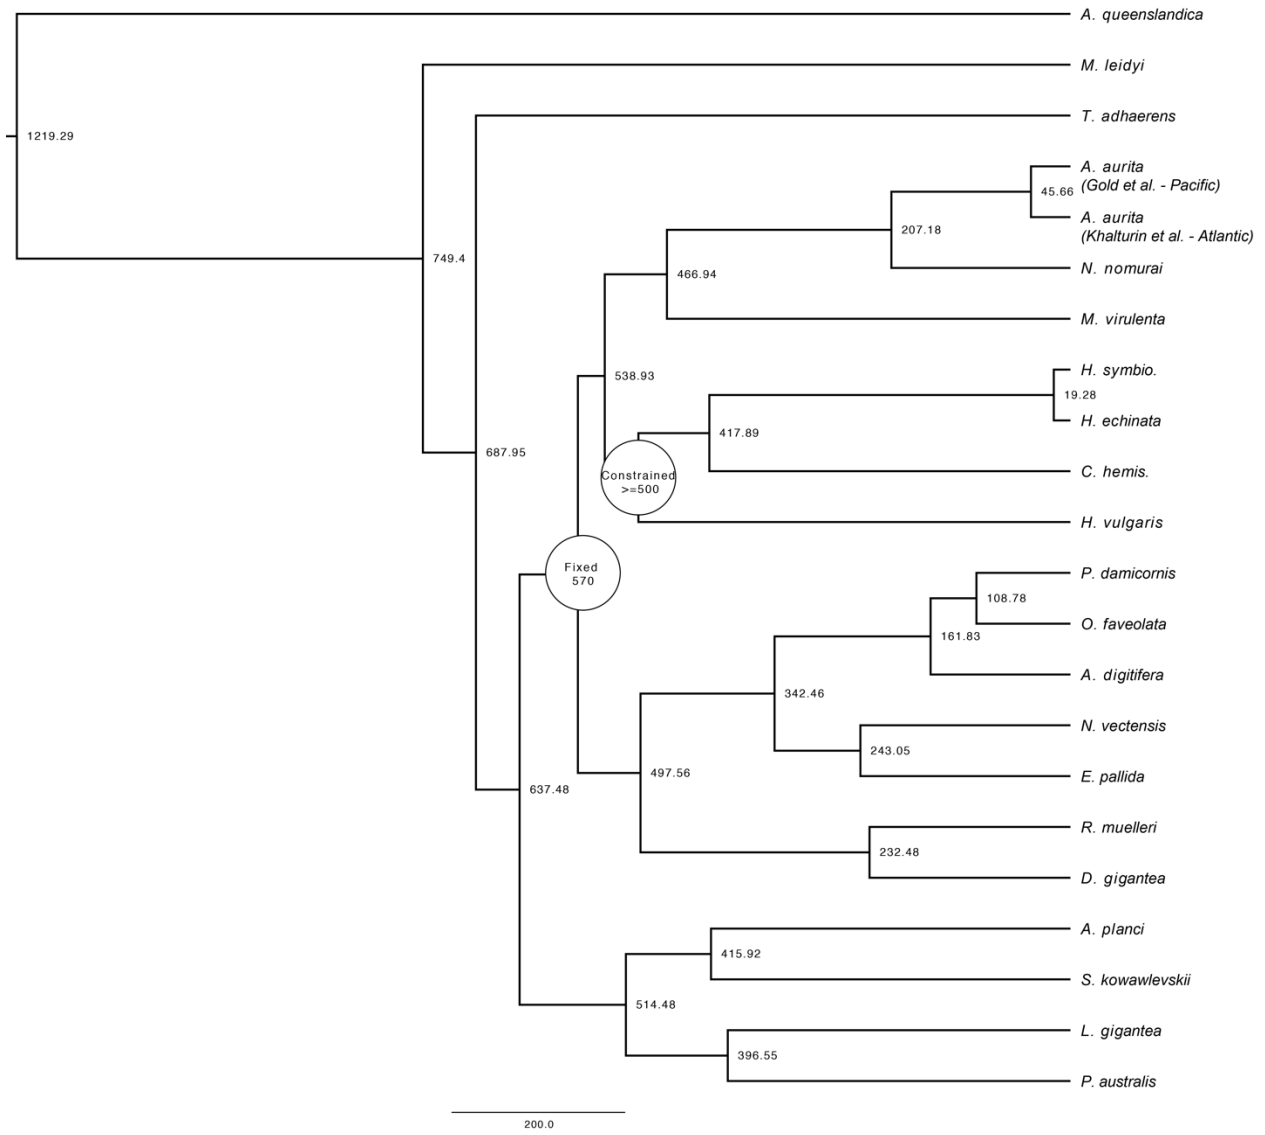 A. queenslandica
M. leidyi
T. adhaerens
1219.29
A. aurita
(Gold et al. - Pacific)
45.66
A. aurita
(Khalturin et al. - Atlantic)
207.18
749.4
N. nomurai
466.94
M. virulenta
538.93
H. symbio.
19.28
H. echinata
417.89
687.95
C. hemis.
Constrained
>=500
H. vulgaris
Fixed
570
P. damicornis
108.78
O. faveolata
161.83
A. digitifera
342.46
N. vectensis
243.05
E. pallida
497.56
637.48
R. muelleri
232.48
D. gigantea
A. planci
415.92
S. kowawlevskii
514.48
L. gigantea
396.55
P. australis
200.0